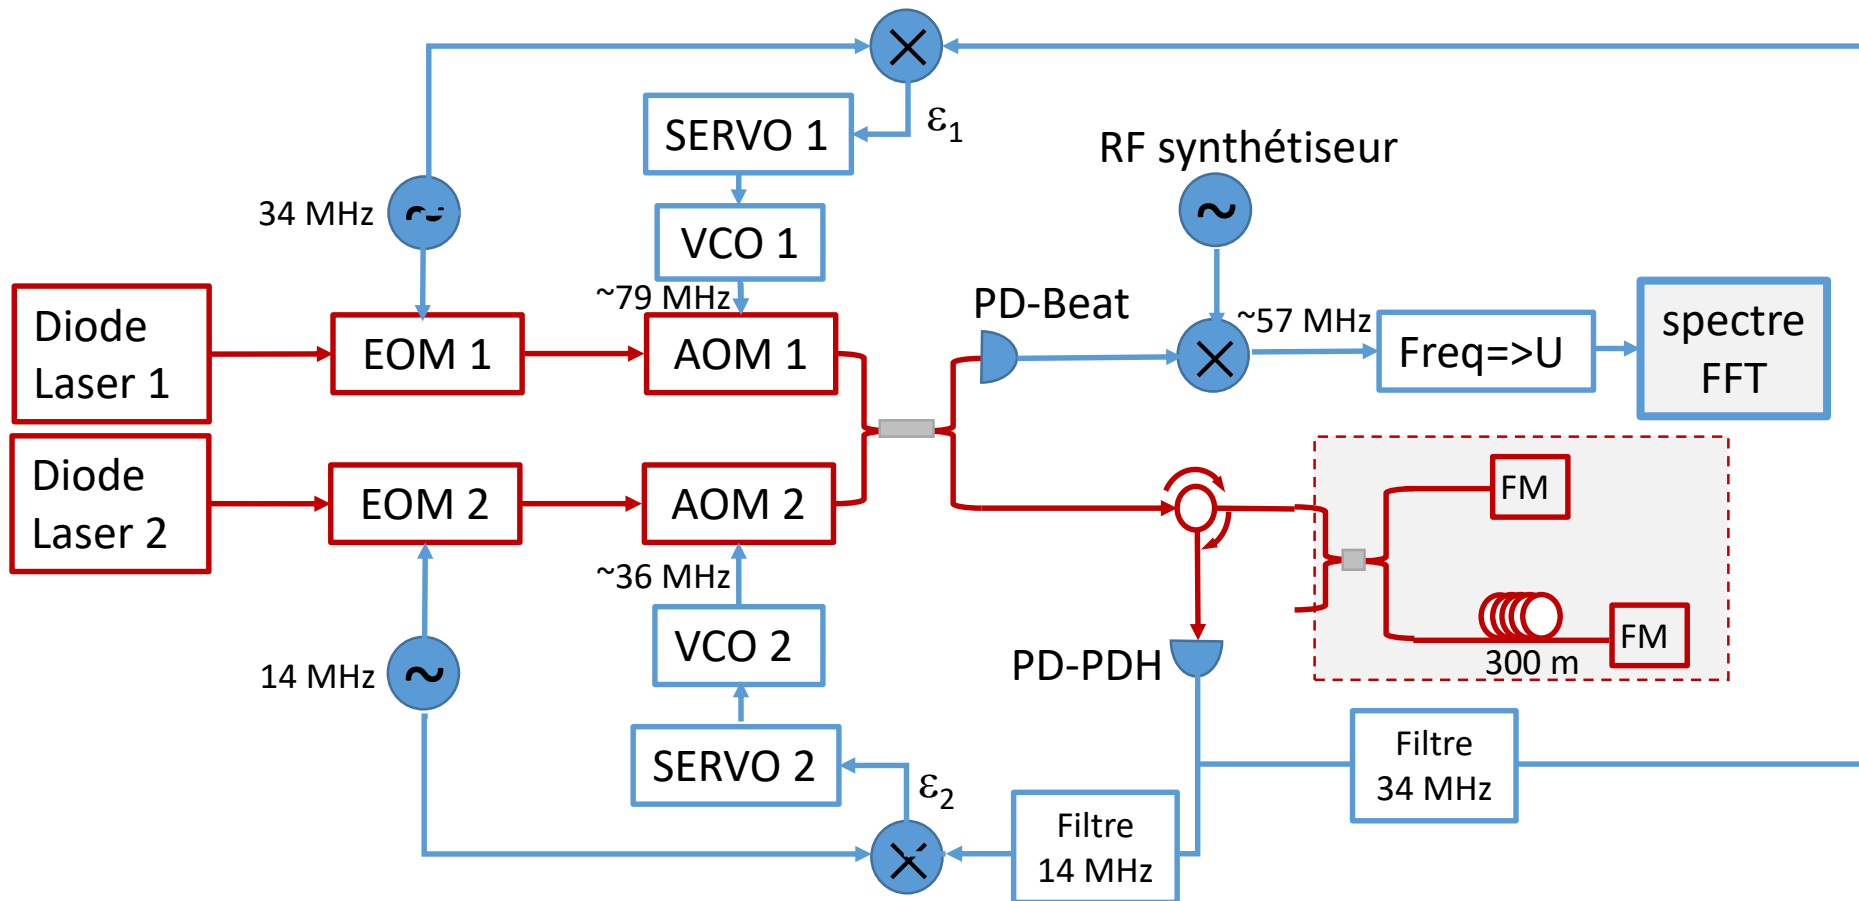 ε1
SERVO 1
RF synthétiseur
34 MHz
VCO 1
~79 MHz
PD-Beat
~57 MHz
Diode
Laser 1
EOM 1
AOM 1
Freq=>U
spectre
FFT
Diode
Laser 2
EOM 2
AOM 2
FM
~36 MHz
300 m
FM
14 MHz
VCO 2
PD-PDH
SERVO 2
ε2
Filtre
34 MHz
Filtre
14 MHz